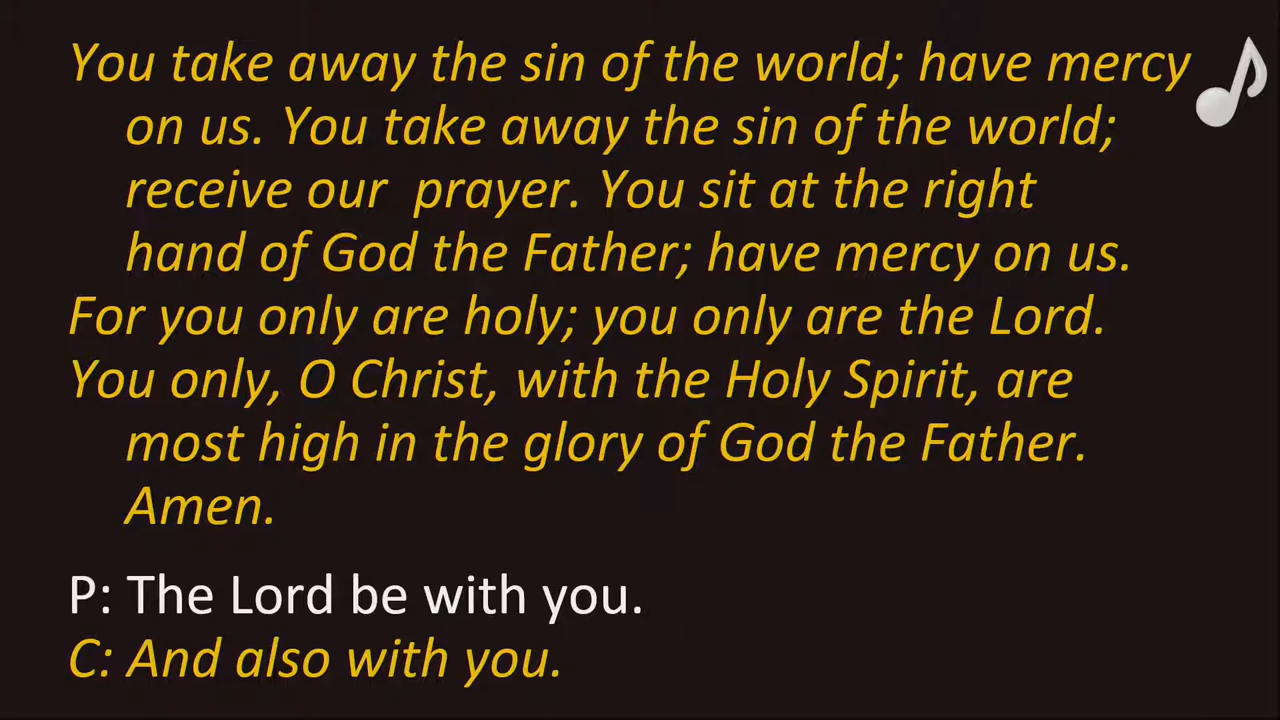 You take away the sin of the world; have mercy
on us. You take away the sin of the world;
receive our  prayer. You sit at the right
hand of God the Father; have mercy on us.
For you only are holy; you only are the Lord.
You only, O Christ, with the Holy Spirit, are
most high in the glory of God the Father.
Amen.
P: The Lord be with you.
C: And also with you.